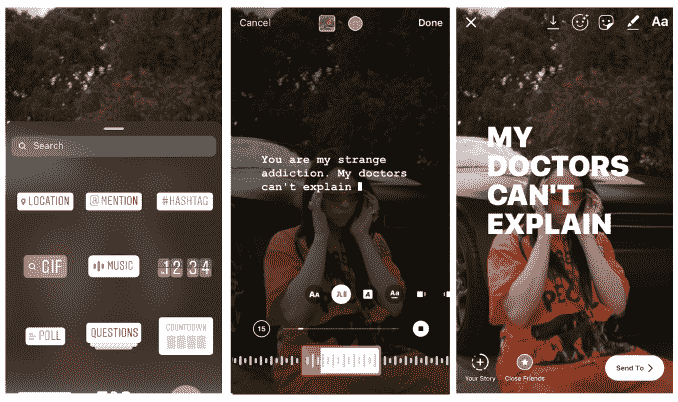 Search
LOCATION
@MENTION
#HASHTAG
GIF
MUSIC
12 34
POLL
QUESTIONS
COUNTDOWN
Cancel
Done
You are my strange
addiction. My doctors
can't explain
Aa
A
Aa
15
Aa
MY
DOCTORS
CAN'T
EXPLAIN
Your Story
Close Friends
Send To